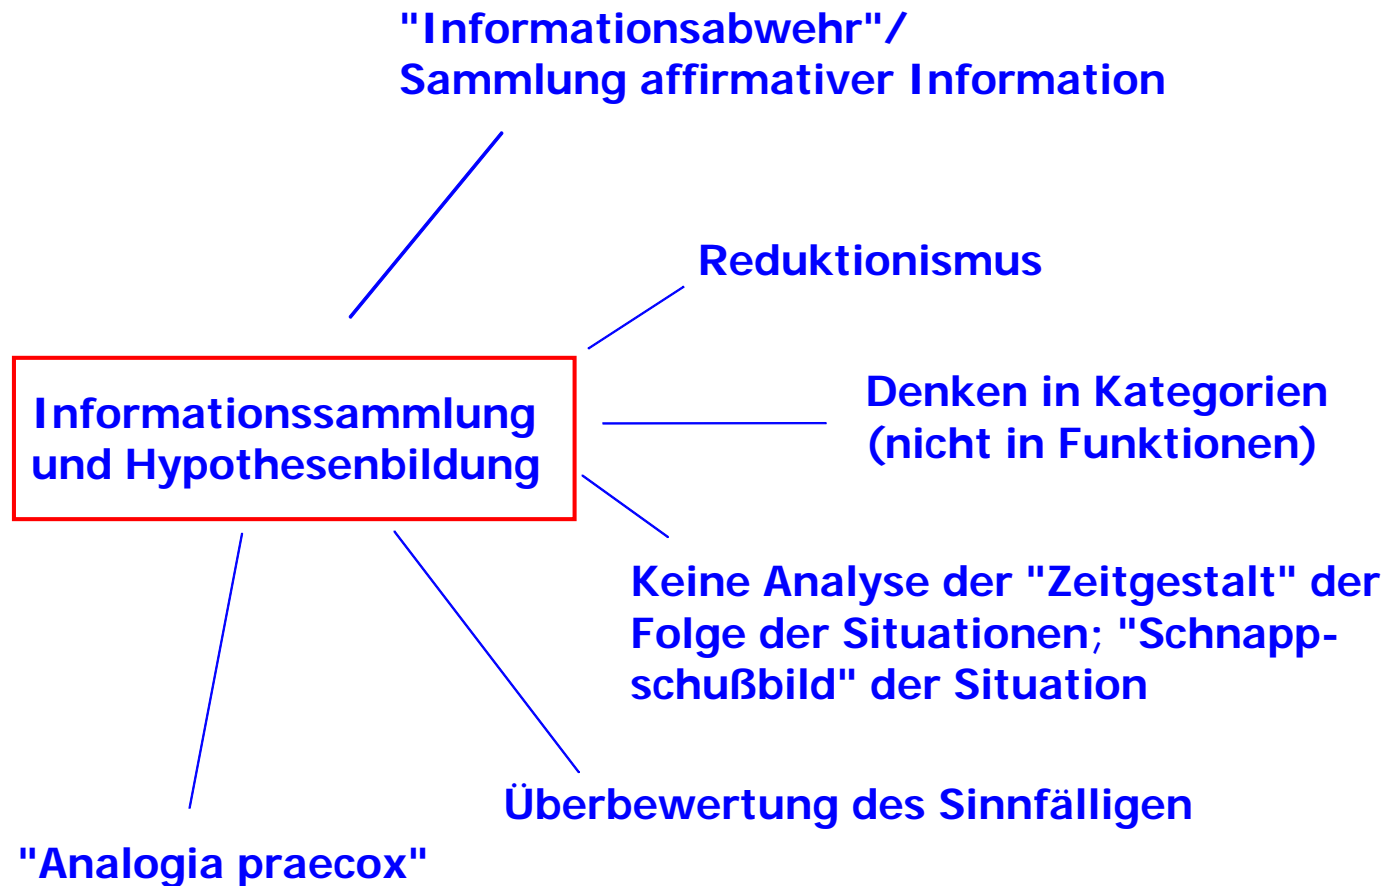 "Informationsabwehr"/
Sammlung affirmativer Information
Reduktionismus
Informationssammlung
und Hypothesenbildung
Denken in Kategorien
(nicht in Funktionen)
Keine Analyse der "Zeitgestalt" der
Folge der Situationen; "Schnapp-
schußbild" der Situation
Überbewertung des Sinnfälligen
"Analogia praecox"